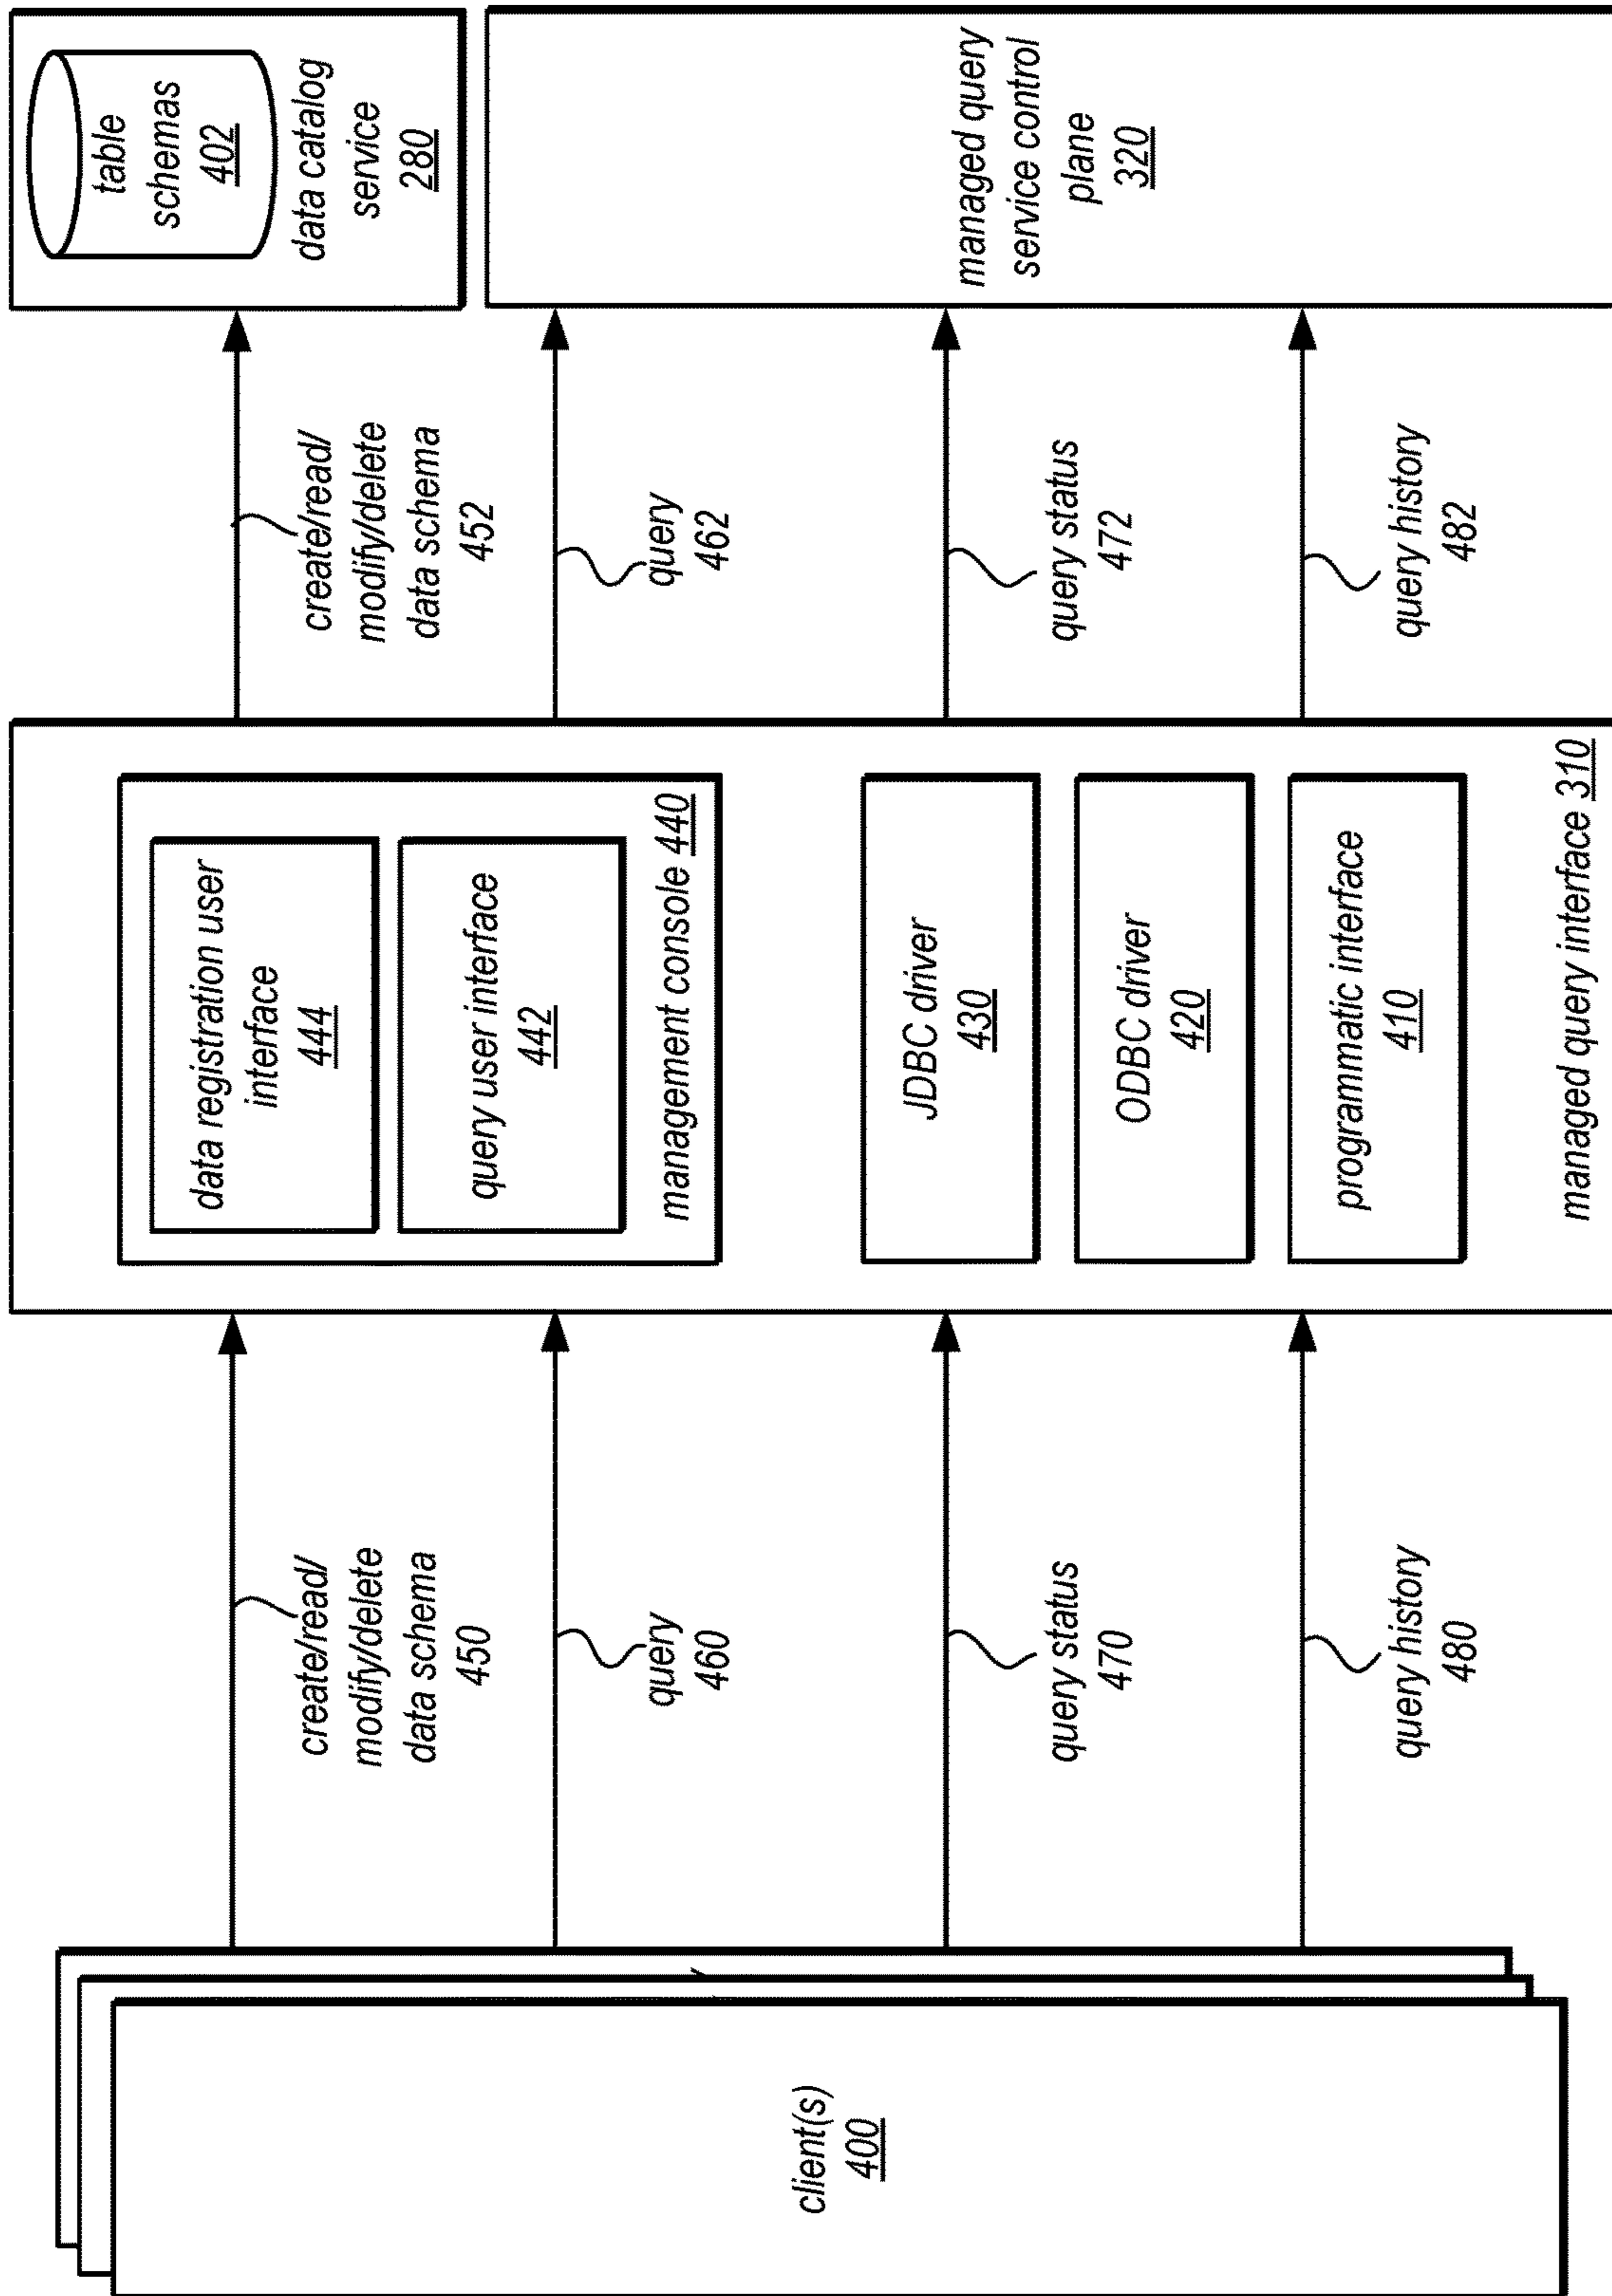 client(s)
400
create/read/
modify/delete
data schema
450
query
460
query status
470
query history
480
data registration user
interface
444
query user interface
442
management console 440
JDBC driver
430
ODBC driver
420
programmatic interface
410
managed query interface 310
create/read/
modify/delete
data schema
452
query
462
query status
472
query history
482
table
schemas
402
data catalog
service
280
managed query
service control
plane
320